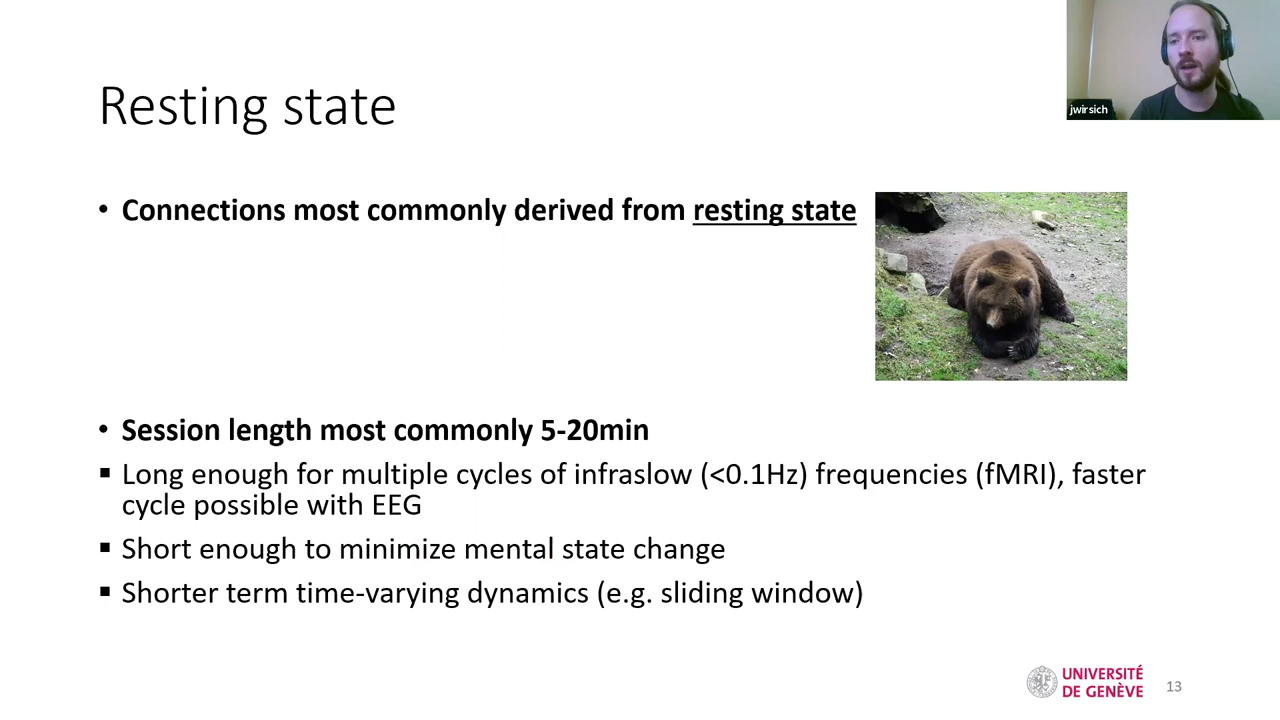 jwirsich
Resting state
• Connections most commonly derived from resting state
• Session length most commonly 5-20min
▪ Long enough for multiple cycles of infraslow (<0.1Hz) frequencies (fMRI), faster
cycle possible with EEG
▪ Short enough to minimize mental state change
▪ Shorter term time-varying dynamics (e.g. sliding window)
UNIVERSITÉ
DE GENÈVE
13